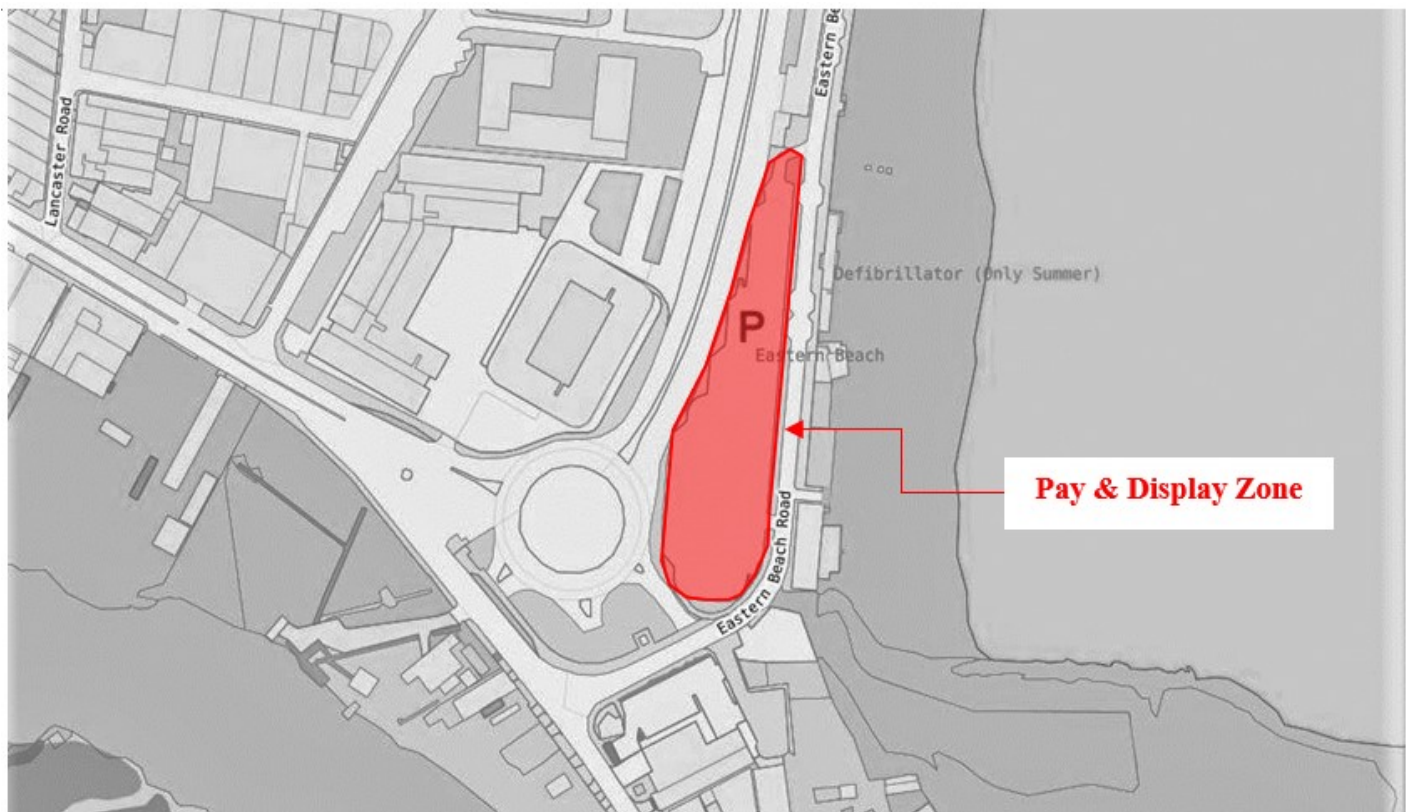 Eastern Be
Lancaster Road
Defibrillator (Only Summer)
P
Eastern Beach
Pay & Display Zone
Eastern Beach Road